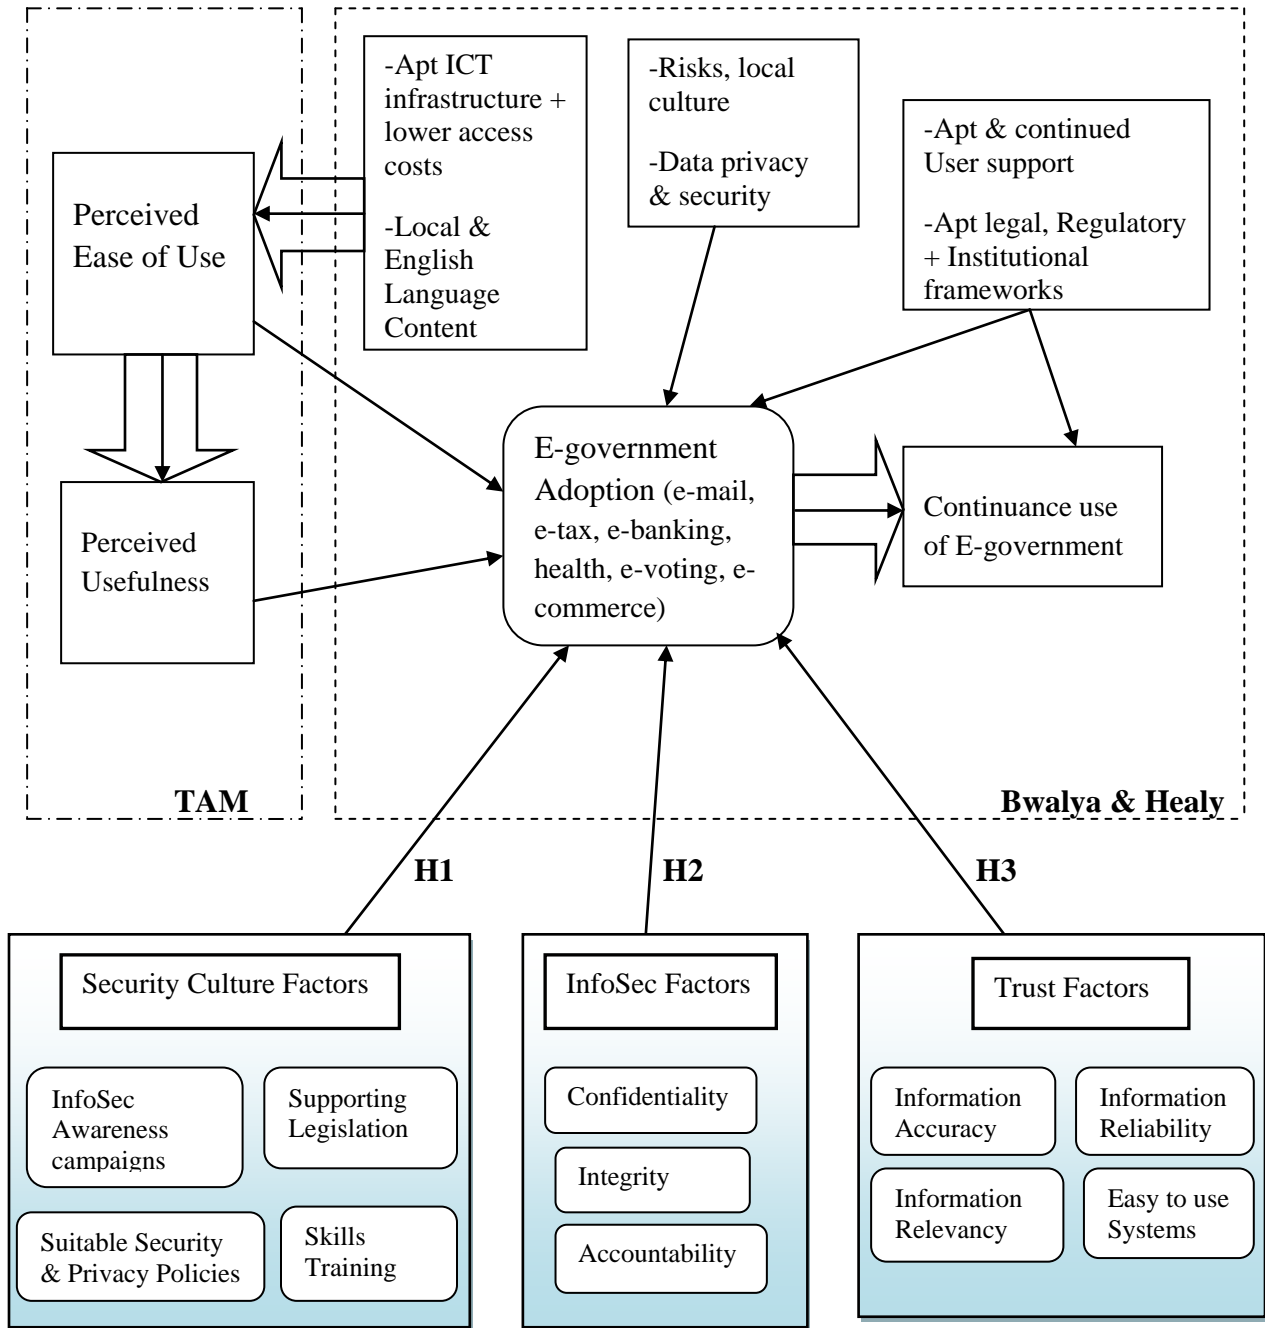 -Apt ICT
infrastructure +
lower access
costs
-Local &
English
Language
Content
-Risks, local
culture
-Data privacy
& security
-Apt & continued
User support
-Apt legal, Regulatory
+ Institutional
frameworks
Perceived
Ease of Use
Perceived
Usefulness
E-government
Adoption (e-mail,
e-tax, e-banking,
health, e-voting, e-
commerce)
Continuance use
of E-government
TAM
Bwalya & Healy
H1
H2
H3
Security Culture Factors
InfoSec
Awareness
campaigns
Supporting
Legislation
Suitable Security
& Privacy Policies
Skills
Training
InfoSec Factors
Confidentiality
Integrity
Accountability
Trust Factors
Information
Accuracy
Information
Reliability
Information
Relevancy
Easy to use
Systems